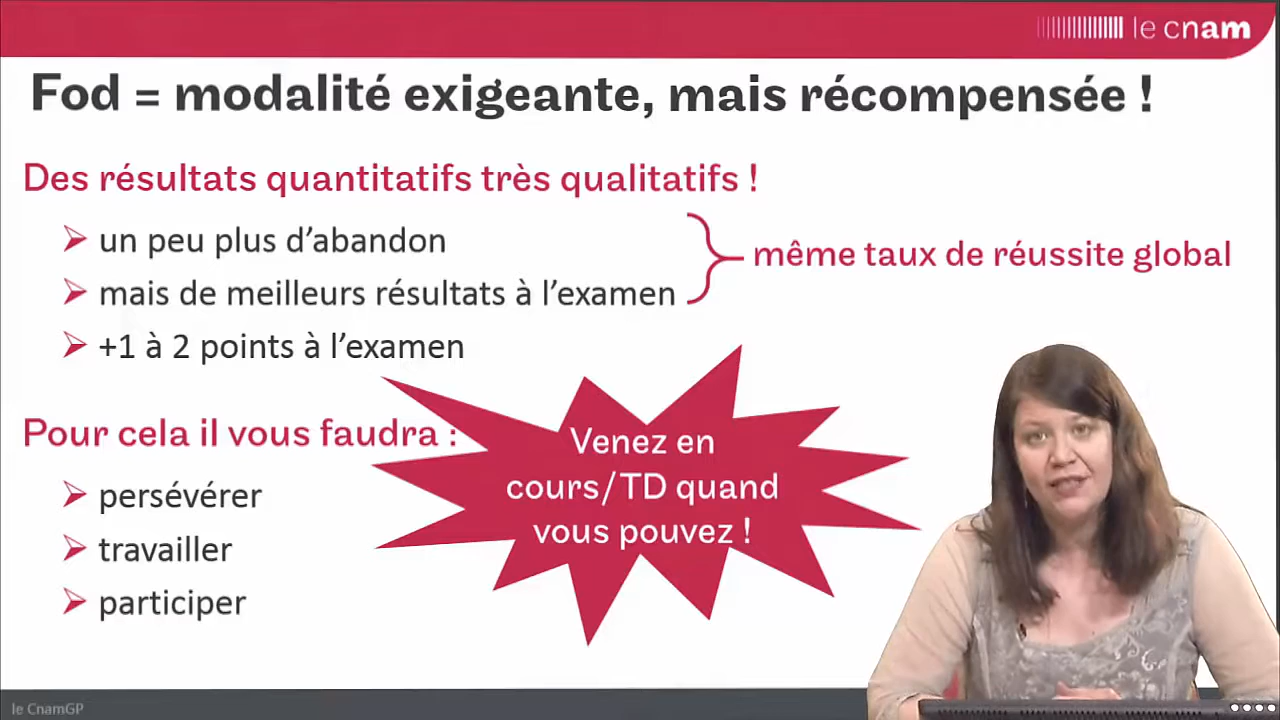 le cnam
Fod = modalité exigeante, mais récompensée !
Des résultats quantitatifs très qualitatifs !
un peu plus d’abandon
mais de meilleurs résultats à l’examen
même taux de réussite global
+1 à 2 points à l’examen
Pour cela il vous faudra :
persévérer
travailler
participer
Venez en
cours/TD quand
vous pouvez !
le CnamGP